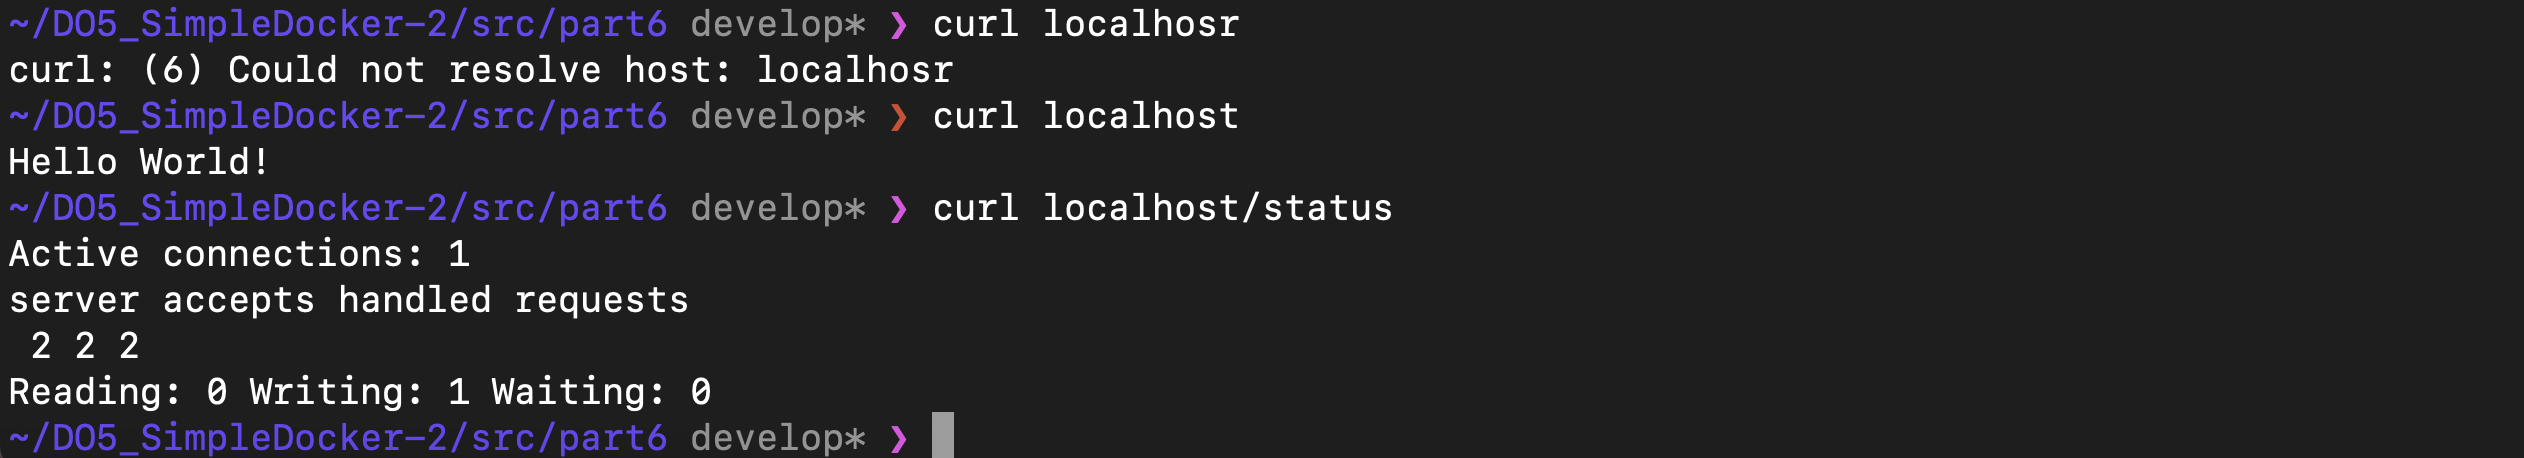 ~/DO5_SimpleDocker-2/src/part6 develop* ❯ curl localhosr
curl: (6) Could not resolve host: localhosr
~/DO5_SimpleDocker-2/src/part6 develop* ❯ curl localhost
Hello World!
~/DO5_SimpleDocker-2/src/part6 develop* ❯ curl localhost/status
Active connections: 1
server accepts handled requests
 2 2 2
Reading: 0 Writing: 1 Waiting: 0
~/DO5_SimpleDocker-2/src/part6 develop* ❯